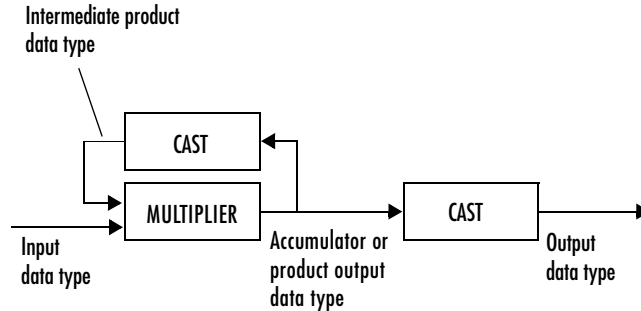 Intermediate product
data type
CAST
MULTIPLIER
CAST
Input
data type
Accumulator or
product output
data type
Output
data type